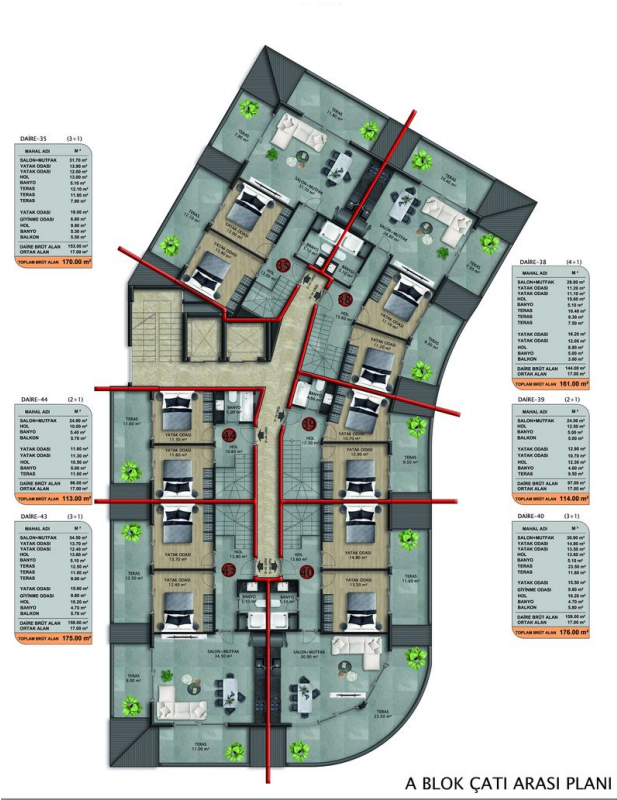 DAİRE-35 (3+1)
MAHAL ADI M²
SALON+MUTFAK 31.70 m²
YATAK ODASI 13.90 m²
YATAK ODASI 12.00 m²
HOL 13.00 m²
BANYO 5.10 m²
TERAS 12.10 m²
TERAS 11.80 m²
TERAS 7.80 m²
YATAK ODASI 18.00 m²
GİYİNME ODASI 6.80 m²
HOL 9.90 m²
BANYO 5.30 m²
BALKON 5.50 m²
DAİRE BRÜT ALAN 153.00 m²
ORTAK ALAN 17.00 m²
TOPLAM BRÜT ALAN 170.00 m²
DAİRE-44 (2+1)
MAHAL ADI M²
SALON+MUTFAK 24.90 m²
HOL 10.00 m²
BANYO 5.40 m²
BALKON 5.70 m²
YATAK ODASI 11.60 m²
YATAK ODASI 11.30 m²
HOL 10.50 m²
BANYO 5.00 m²
TERAS 11.60 m²
DAİRE BRÜT ALAN 96.00 m²
ORTAK ALAN 17.00 m²
TOPLAM BRÜT ALAN 113.00 m²
DAİRE-43 (3+1)
MAHAL ADI M²
SALON+MUTFAK 34.50 m²
YATAK ODASI 13.70 m²
YATAK ODASI 12.40 m²
HOL 13.80 m²
BANYO 5.10 m²
TERAS 12.50 m²
TERAS 11.00 m²
TERAS 9.00 m²
YATAK ODASI 15.60 m²
GİYİNME ODASI 9.80 m²
HOL 10.20 m²
BANYO 4.70 m²
BALKON 5.70 m²
DAİRE BRÜT ALAN 158.00 m²
ORTAK ALAN 17.00 m²
TOPLAM BRÜT ALAN 175.00 m²
DAİRE-38 (4+1)
MAHAL ADI M²
SALON+MUTFAK 28.80 m²
YATAK ODASI 11.20 m²
YATAK ODASI 11.10 m²
HOL 15.60 m²
BANYO 5.10 m²
TERAS 10.40 m²
TERAS 9.30 m²
TERAS 7.50 m²
YATAK ODASI 16.20 m²
YATAK ODASI 12.00 m²
HOL 8.80 m²
BANYO 5.00 m²
BALKON 3.00 m²
DAİRE BRÜT ALAN 144.00 m²
ORTAK ALAN 17.00 m²
TOPLAM BRÜT ALAN 161.00 m²
DAİRE-39 (2+1)
MAHAL ADI M²
SALON+MUTFAK 24.50 m²
HOL 13.50 m²
BANYO 5.00 m²
BALKON 5.00 m²
YATAK ODASI 12.90 m²
YATAK ODASI 10.70 m²
HOL 12.30 m²
BANYO 4.60 m²
TERAS 9.50 m²
DAİRE BRÜT ALAN 97.00 m²
ORTAK ALAN 17.00 m²
TOPLAM BRÜT ALAN 114.00 m²
DAİRE-40 (3+1)
MAHAL ADI M²
SALON+MUTFAK 30.90 m²
YATAK ODASI 14.80 m²
YATAK ODASI 13.50 m²
HOL 13.60 m²
BANYO 5.10 m²
TERAS 23.50 m²
TERAS 11.80 m²
YATAK ODASI 15.50 m²
GİYİNME ODASI 9.80 m²
HOL 10.20 m²
BANYO 4.70 m²
BALKON 5.80 m²
DAİRE BRÜT ALAN 159.00 m²
ORTAK ALAN 17.00 m²
TOPLAM BRÜT ALAN 176.00 m²
35
38
44
39
43
40
A BLOK ÇATI ARASI PLANI